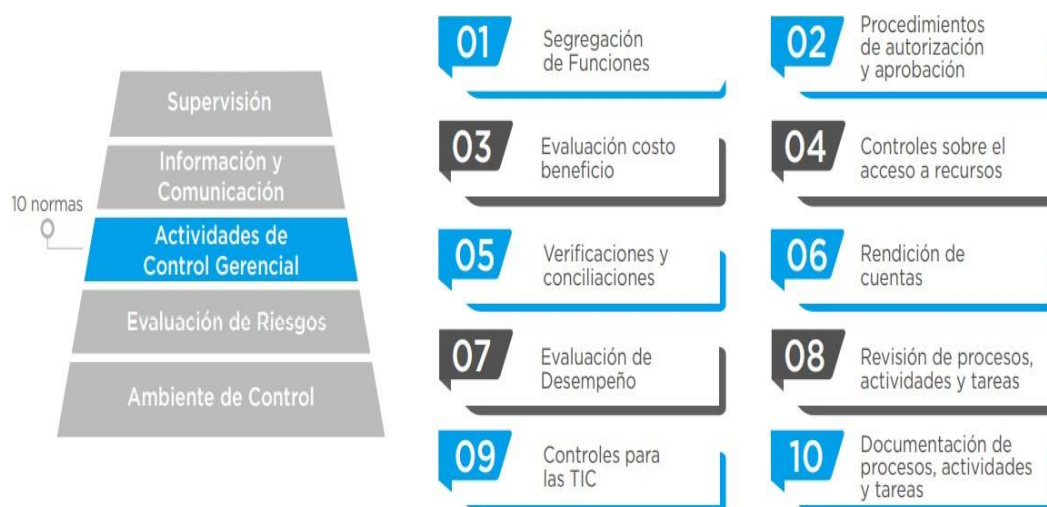 Supervisión
Información y
Comunicación
10 normas
Actividades de
Control Gerencial
Evaluación de Riesgos
Ambiente de Control
01
Segregación
de Funciones
02
Procedimientos
de autorización
y aprobación
03
Evaluación costo
beneficio
04
Controles sobre el
acceso a recursos
05
Verificaciones y
conciliaciones
06
Rendición de
cuentas
07
Evaluación de
Desempeño
08
Revisión de procesos,
actividades y tareas
09
Controles para
las TIC
10
Documentación de
procesos, actividades
y tareas